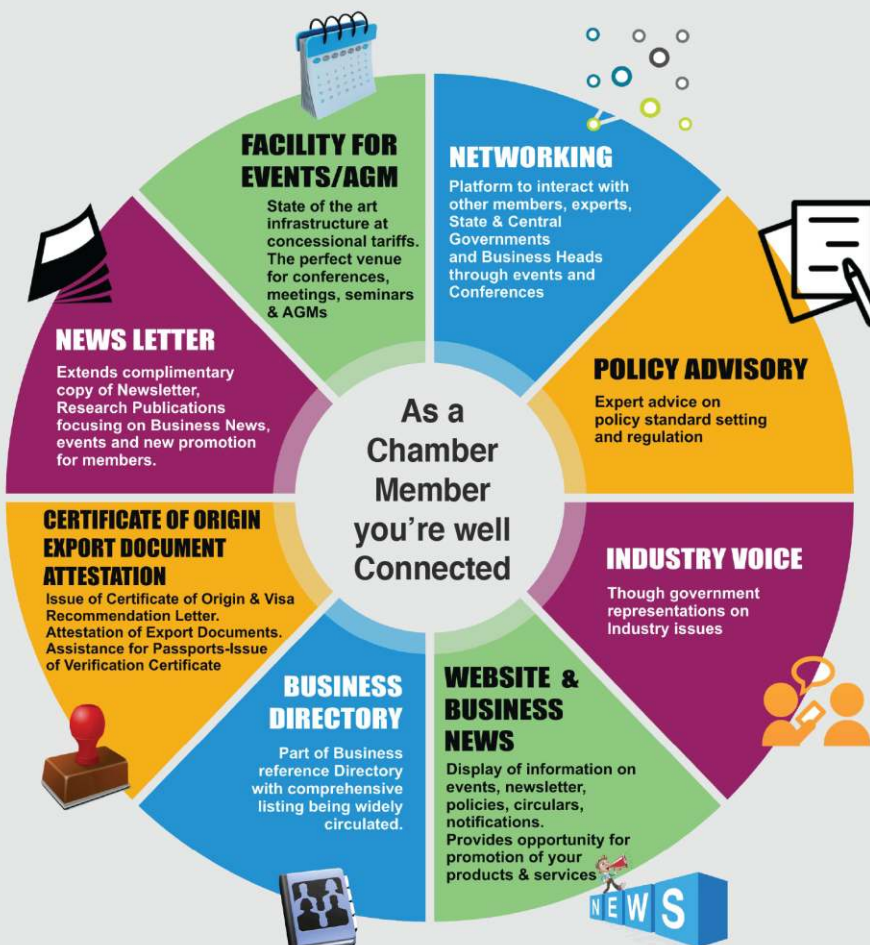 As a
Chamber
Member
you're well
Connected
FACILITY FOR
EVENTS/AGM
State of the art
infrastructure at
concessional tariffs.
The perfect venue
for conferences,
meetings, seminars
& AGMs
NETWORKING
Platform to interact with
other members, experts,
State & Central
Governments
and Business Heads
through events and
Conferences
POLICY ADVISORY
Expert advice on
policy standard setting
and regulation
INDUSTRY VOICE
Though government
representations on
Industry issues
WEBSITE &
BUSINESS
NEWS
Display of information on
events, newsletter,
policies, circulars,
notifications.
Provides opportunity for
promotion of your
products & services
NEWS
BUSINESS
DIRECTORY
Part of Business
reference Directory
with comprehensive
listing being widely
circulated.
CERTIFICATE OF ORIGIN
EXPORT DOCUMENT
ATTESTATION
Issue of Certificate of Origin & Visa
Recommendation Letter.
Attestation of Export Documents.
Assistance for Passports-Issue
of Verification Certificate
NEWS LETTER
Extends complimentary
copy of Newsletter,
Research Publications
focusing on Business News,
events and new promotion
for members.